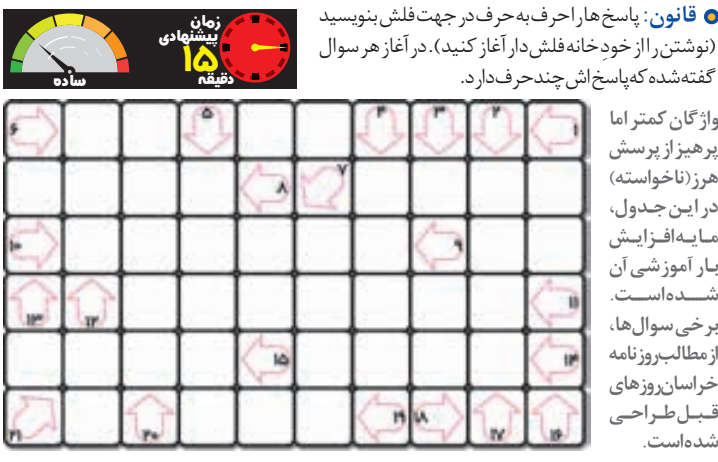 قانون: پاسخ‌ها را حرف به حرف در جهت فلش بنویسید
(نوشتن را از خودِ خانه فلش‌دار آغاز کنید). در آغاز هر سوال
گفته شده که پاسخ‌اش چند حرف دارد.
زمان
پیشنهادی
۱۵
دقیقه
ساده
واژگان کمتر اما
پرهیز از پرسش
هرز (ناخواسته)
در این جدول،
مایه افزایش
بار آموزشی آن
شده است.
برخی سوال‌ها،
از مطالب روزنامه
خراسان روزهای
قبل طراحی
شده است.
۱ ۲ ۳ ۴ ۵ ۶
۷ ۸
۹ ۱۰
۱۱ ۱۲ ۱۳
۱۴ ۱۵
۱۶ ۱۷ ۱۸ ۱۹ ۲۰ ۲۱